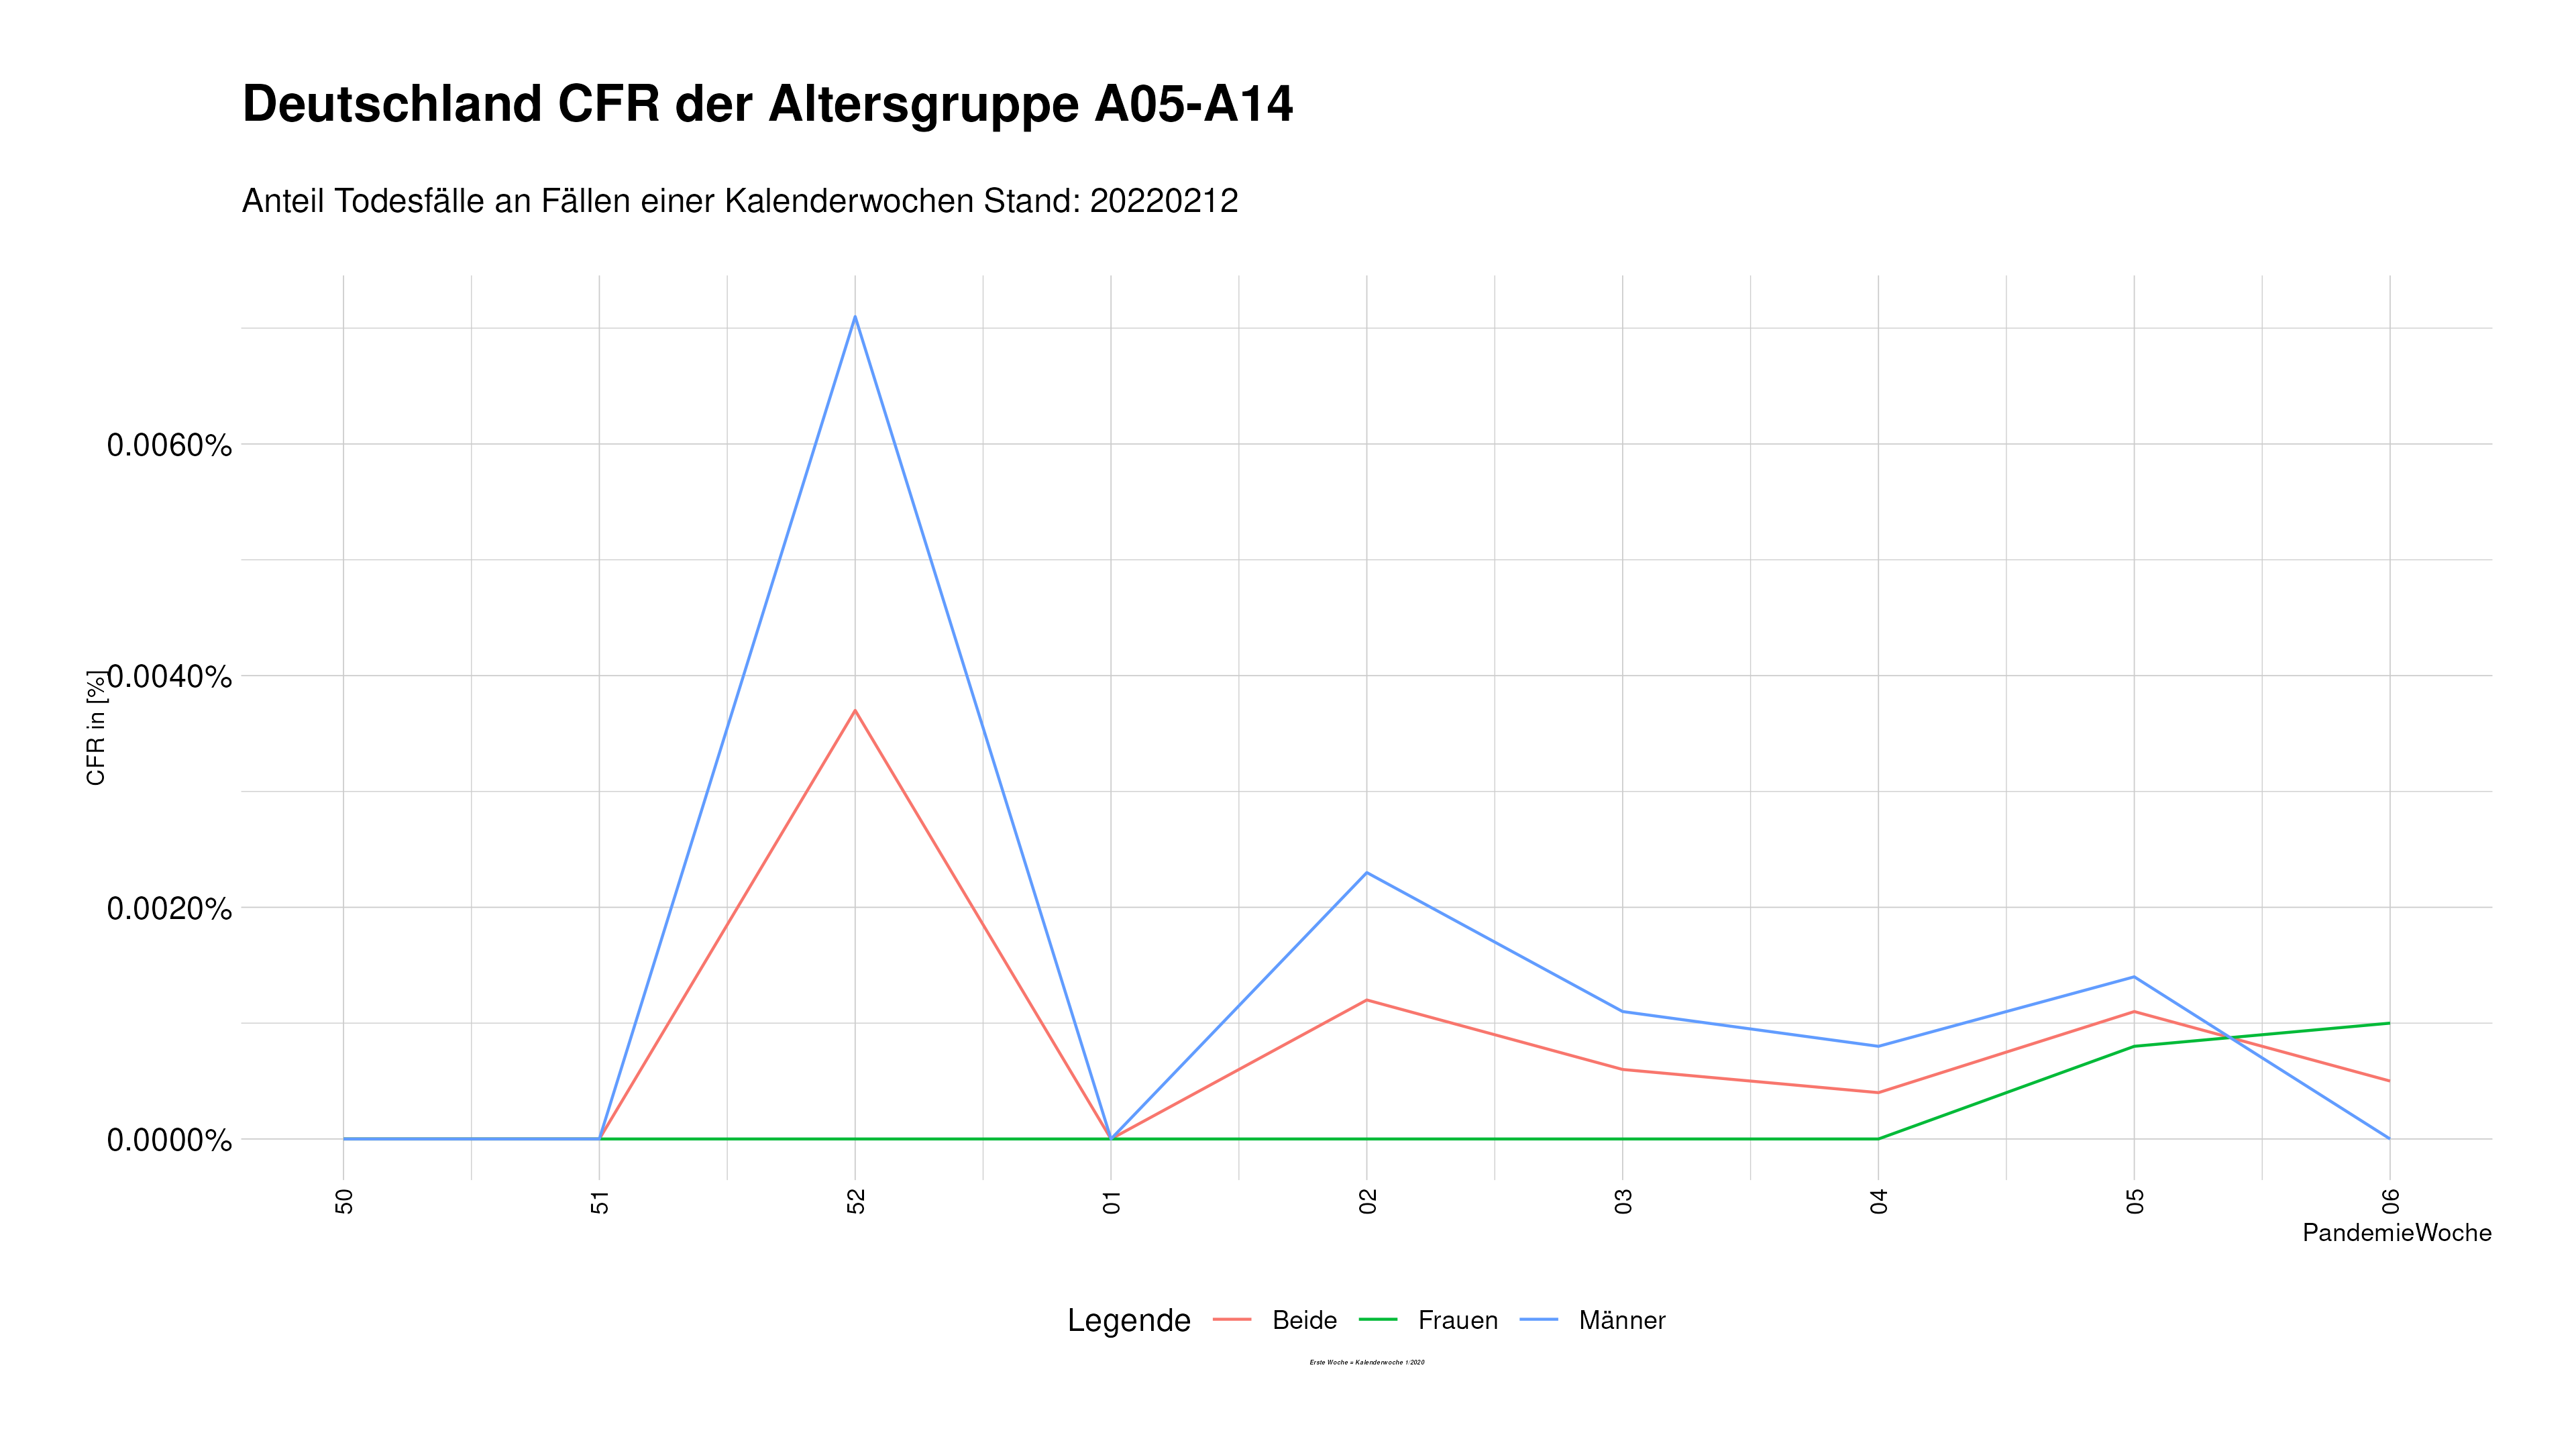 Deutschland CFR der Altersgruppe A05-A14
Anteil Todesfälle an Fällen einer Kalenderwochen Stand: 20220212
CFR in [%]
0.0060%
0.0040%
0.0020%
0.0000%
50 51 52 01 02 03 04 05 06
PandemieWoche
Legende Beide Frauen Männer
Erste Woche = Kalenderwoche 1/2020